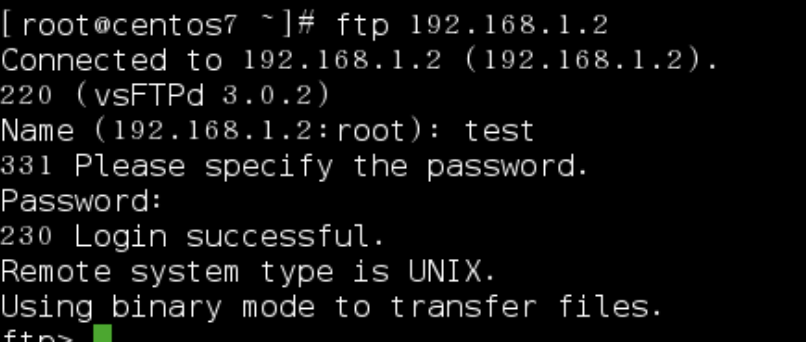 [root@centos7 ~]# ftp 192.168.1.2
Connected to 192.168.1.2 (192.168.1.2).
220 (vsFTPd 3.0.2)
Name (192.168.1.2:root): test
331 Please specify the password.
Password:
230 Login successful.
Remote system type is UNIX.
Using binary mode to transfer files.
ftp>